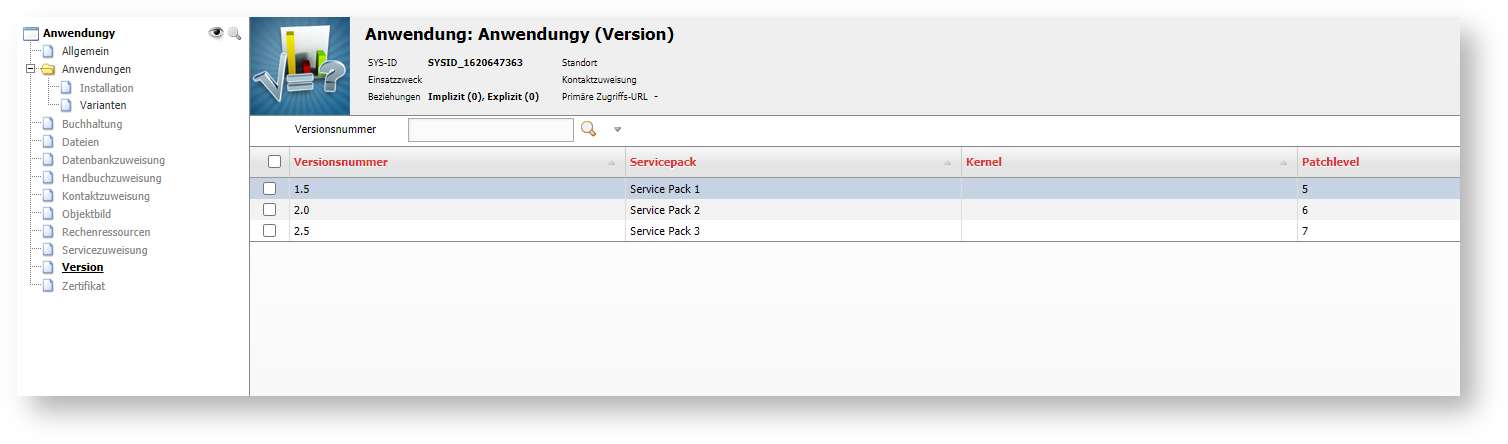 Anwendungy
Allgemein
Anwendungen
Installation
Varianten
Buchhaltung
Dateien
Datenbankzuweisung
Handbuchzuweisung
Kontaktzuweisung
Objektbild
Rechenressourcen
Servicezuweisung
Version
Zertifikat
Anwendung: Anwendungy (Version)
SYS-ID SYSID_1620647363 Standort
Einsatzzweck Kontaktzuweisung
Beziehungen Implizit (0), Explizit (0) Primäre Zugriffs-URL -
Versionsnummer
Versionsnummer Servicepack Kernel Patchlevel
1.5 Service Pack 1 5
2.0 Service Pack 2 6
2.5 Service Pack 3 7